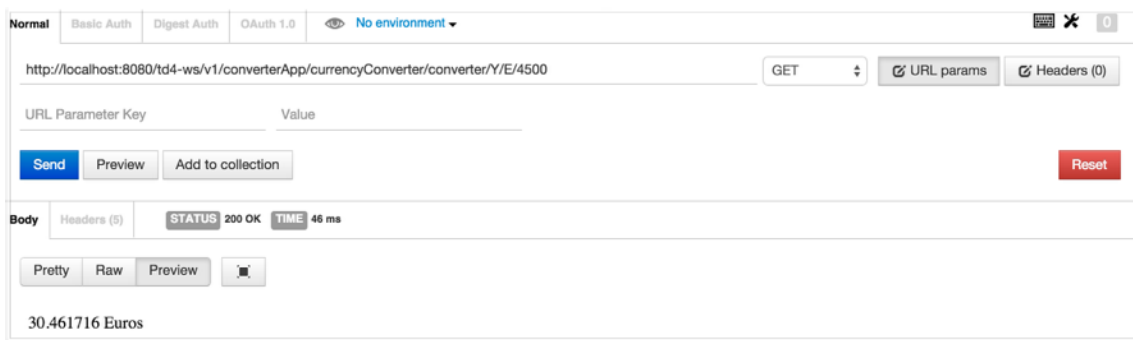 Normal Basic Auth Digest Auth OAuth 1.0 No environment 0
http://localhost:8080/td4-ws/v1/converterApp/currencyConverter/converter/Y/E/4500 GET URL params Headers (0)
URL Parameter Key Value
Send Preview Add to collection Reset
Body Headers (5) STATUS 200 OK TIME 46 ms
Pretty Raw Preview
30.461716 Euros